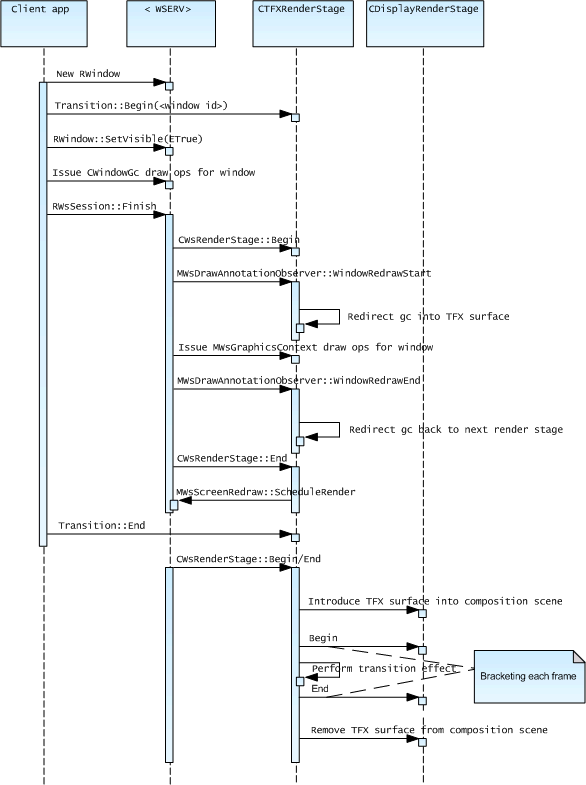 Client app
< WSERV>
CTFXRenderStage
CDisplayRenderStage
New RWindow
Transition::Begin(<window id>)
RWindow::SetVisible(ETrue)
Issue CWindowGc draw ops for window
RWsSession::Finish
CWsRenderStage::Begin
MWsDrawAnnotationObserver::WindowRedrawStart
Redirect gc into TFX surface
Issue MWsGraphicsContext draw ops for window
MWsDrawAnnotationObserver::WindowRedrawEnd
Redirect gc back to next render stage
CWsRenderStage::End
MWsScreenRedraw::ScheduleRender
Transition::End
CWsRenderStage::Begin/End
Introduce TFX surface into composition scene
Begin
Perform transition effect
Bracketing each frame
End
Remove TFX surface from composition scene